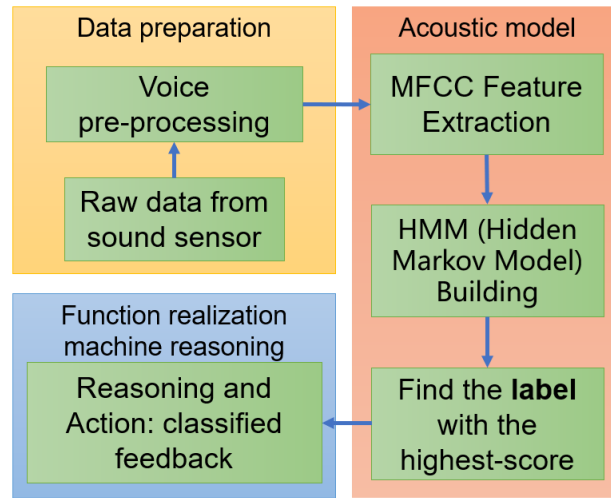 Data preparation
Voice
pre-processing
Raw data from
sound sensor
Acoustic model
MFCC Feature
Extraction
HMM (Hidden
Markov Model)
Building
Find the label
with the
highest-score
Function realization
machine reasoning
Reasoning and
Action: classified
feedback